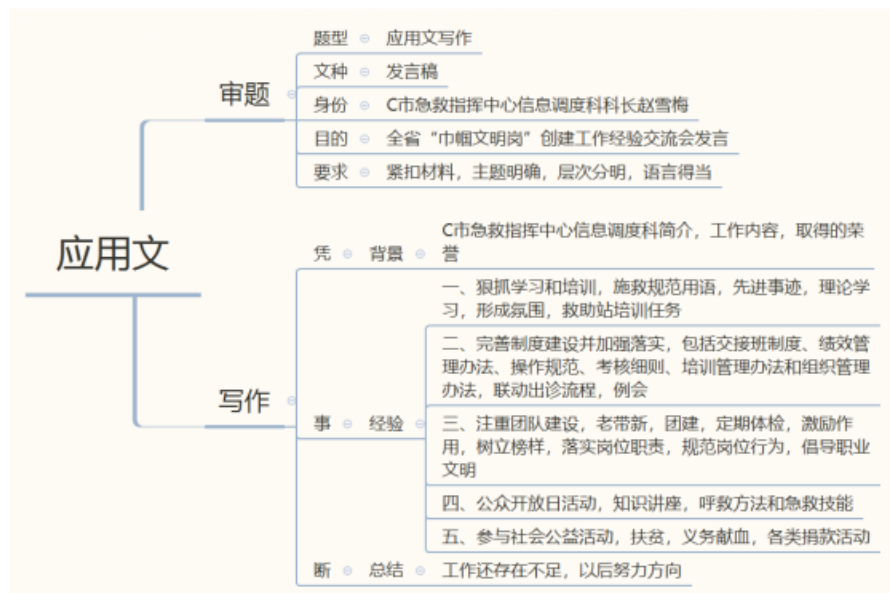 应用文
审题
题型 应用文写作
文种 发言稿
身份 C市急救指挥中心信息调度科科长赵雪梅
目的 全省“巾帼文明岗”创建工作经验交流会发言
要求 紧扣材料，主题明确，层次分明，语言得当
写作
凭 背景 C市急救指挥中心信息调度科简介，工作内容，取得的荣
誉
事 经验
一、狠抓学习和培训，施救规范用语，先进事迹，理论学
习，形成氛围，救助站培训任务
二、完善制度建设并加强落实，包括交接班制度、绩效管
理办法、操作规范、考核细则、培训管理办法和组织管理
办法，联动出诊流程，例会
三、注重团队建设，老带新，团建，定期体检，激励作
用，树立榜样，落实岗位职责，规范岗位行为，倡导职业
文明
四、公众开放日活动，知识讲座，呼救方法和急救技能
五、参与社会公益活动，扶贫，义务献血，各类捐款活动
断 总结 工作还存在不足，以后努力方向